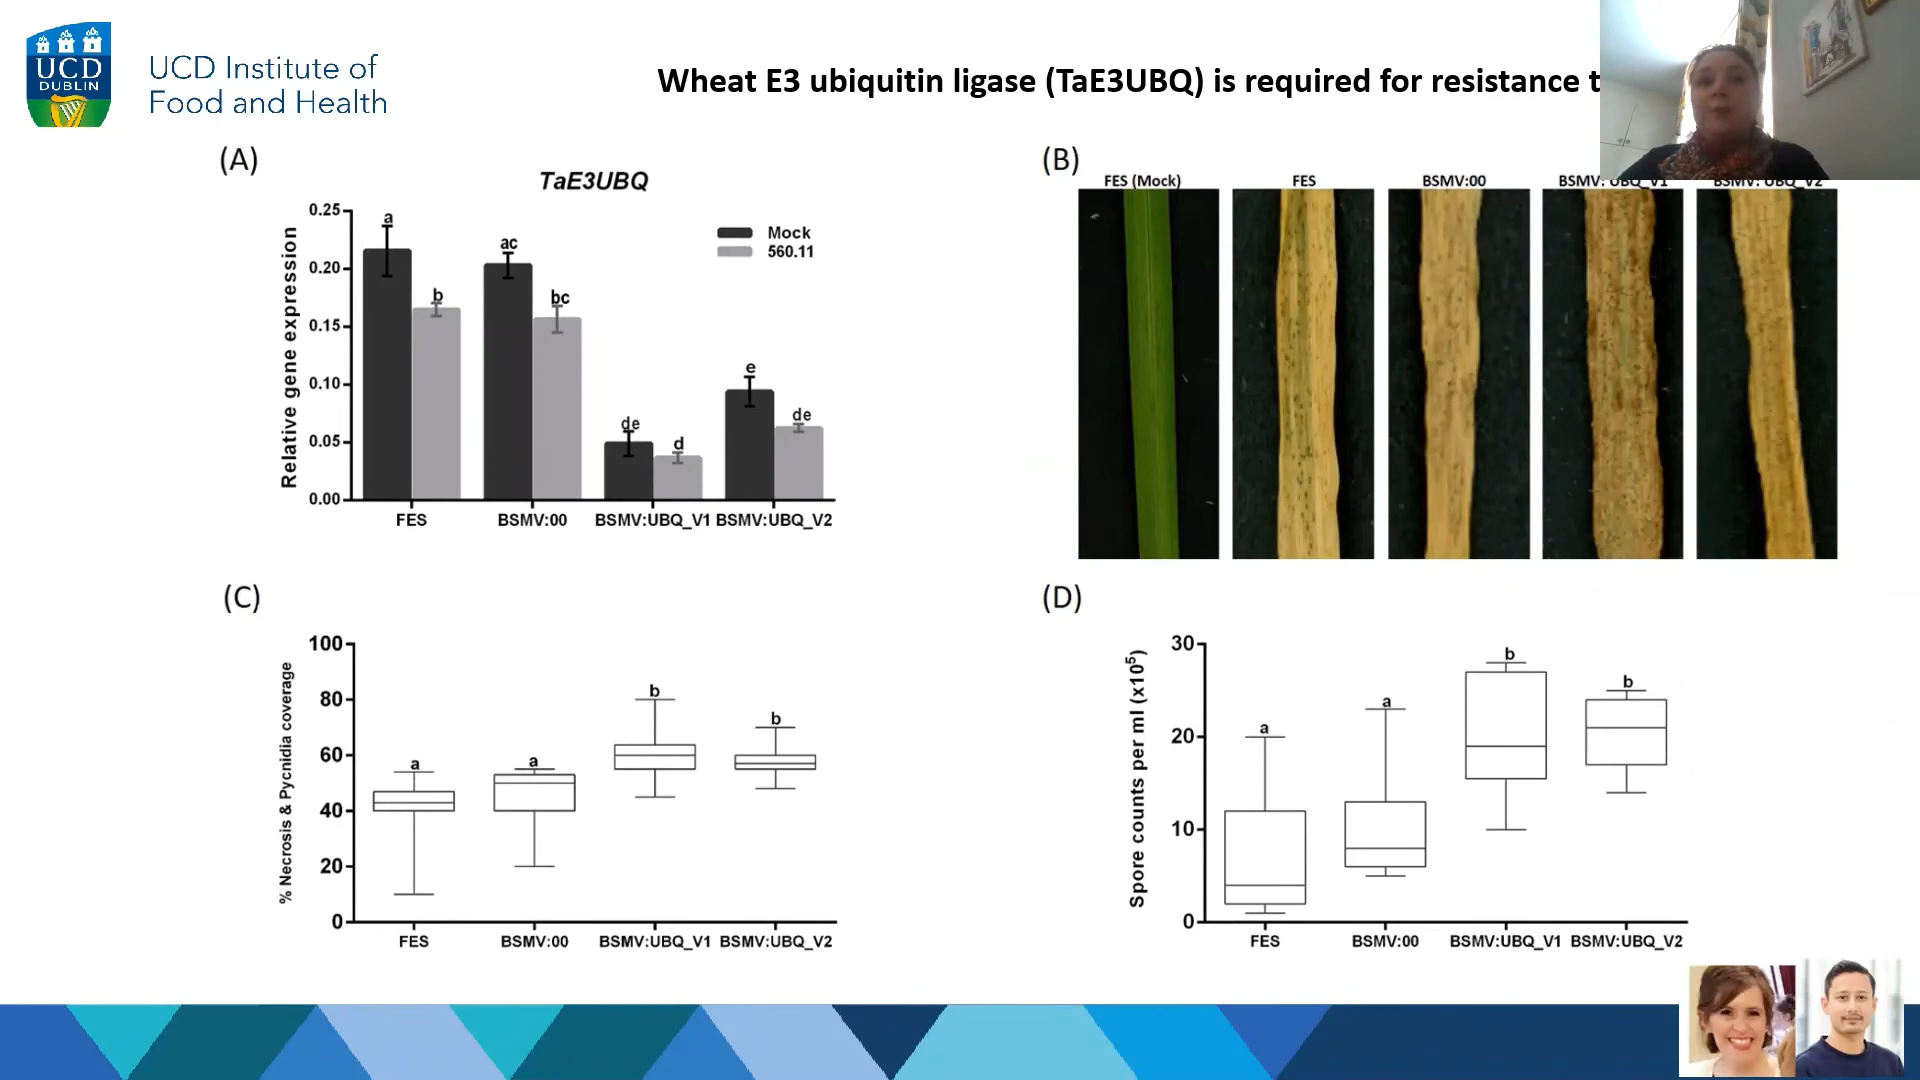 UCD
DUBLIN
UCD Institute of
Food and Health
Wheat E3 ubiquitin ligase (TaE3UBQ) is required for resistance t
(A)
TaE3UBQ
Relative gene expression
0.25
0.20
0.15
0.10
0.05
0.00
a
b
ac
bc
de
d
e
de
Mock
560.11
FES
BSMV:00
BSMV:UBQ_V1
BSMV:UBQ_V2
(B)
FES (Mock)
FES
BSMV:00
BSMV: UBQ_V1
BSMV: UBQ_V2
(C)
% Necrosis & Pycnidia coverage
100
80
60
40
20
0
a
a
b
b
FES
BSMV:00
BSMV:UBQ_V1
BSMV:UBQ_V2
(D)
Spore counts per ml (x10⁵)
30
20
10
0
a
a
b
b
FES
BSMV:00
BSMV:UBQ_V1
BSMV:UBQ_V2